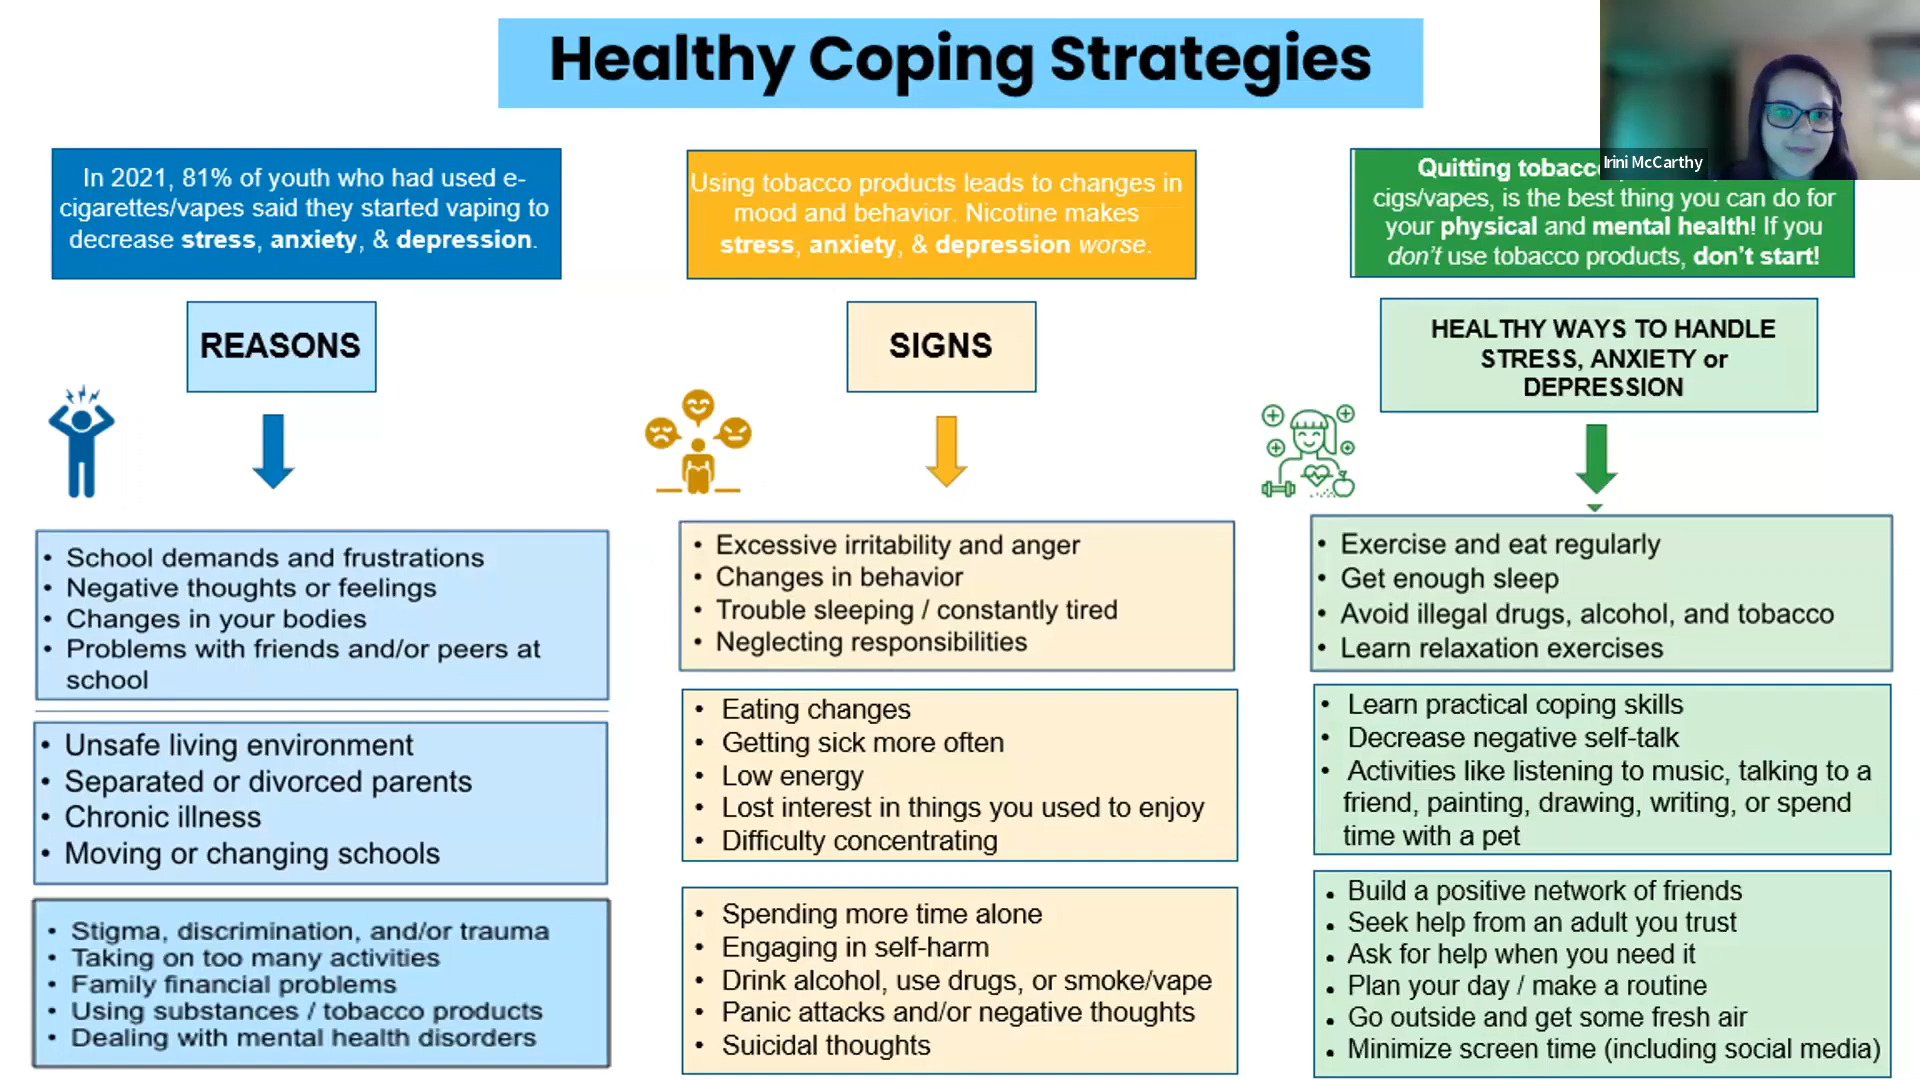 Healthy Coping Strategies
Irini McCarthy
In 2021, 81% of youth who had used e-
cigarettes/vapes said they started vaping to
decrease stress, anxiety, & depression.
Using tobacco products leads to changes in
mood and behavior. Nicotine makes
stress, anxiety, & depression worse.
Quitting
cigs/vapes, is the best thing you can do for
your physical and mental health! If you
don't use tobacco products, don't start!
REASONS
SIGNS
HEALTHY WAYS TO HANDLE
STRESS, ANXIETY or
DEPRESSION
• School demands and frustrations
• Negative thoughts or feelings
• Changes in your bodies
• Problems with friends and/or peers at
school
• Unsafe living environment
• Separated or divorced parents
• Chronic illness
• Moving or changing schools
• Stigma, discrimination, and/or trauma
• Taking on too many activities
• Family financial problems
• Using substances / tobacco products
• Dealing with mental health disorders
• Excessive irritability and anger
• Changes in behavior
• Trouble sleeping / constantly tired
• Neglecting responsibilities
• Eating changes
• Getting sick more often
• Low energy
• Lost interest in things you used to enjoy
• Difficulty concentrating
• Spending more time alone
• Engaging in self-harm
• Drink alcohol, use drugs, or smoke/vape
• Panic attacks and/or negative thoughts
• Suicidal thoughts
• Exercise and eat regularly
• Get enough sleep
• Avoid illegal drugs, alcohol, and tobacco
• Learn relaxation exercises
• Learn practical coping skills
• Decrease negative self-talk
• Activities like listening to music, talking to a
friend, painting, drawing, writing, or spend
time with a pet
• Build a positive network of friends
• Seek help from an adult you trust
• Ask for help when you need it
• Plan your day / make a routine
• Go outside and get some fresh air
• Minimize screen time (including social media)